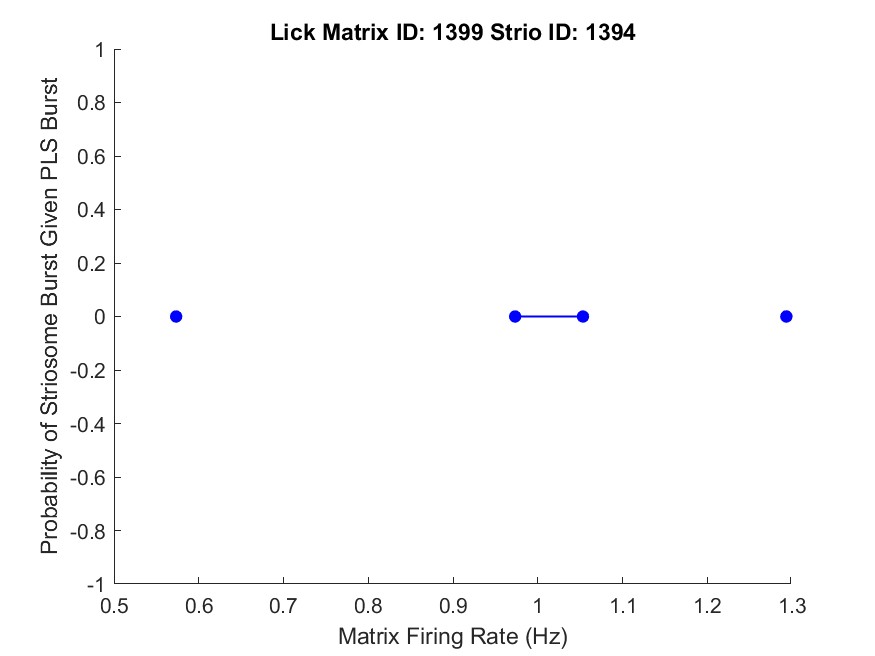 Lick Matrix ID: 1399 Strio ID: 1394
Probability of Striosome Burst Given PLS Burst
1
0.8
0.6
0.4
0.2
0
-0.2
-0.4
-0.6
-0.8
-1
0.5 0.6 0.7 0.8 0.9 1 1.1 1.2 1.3
Matrix Firing Rate (Hz)